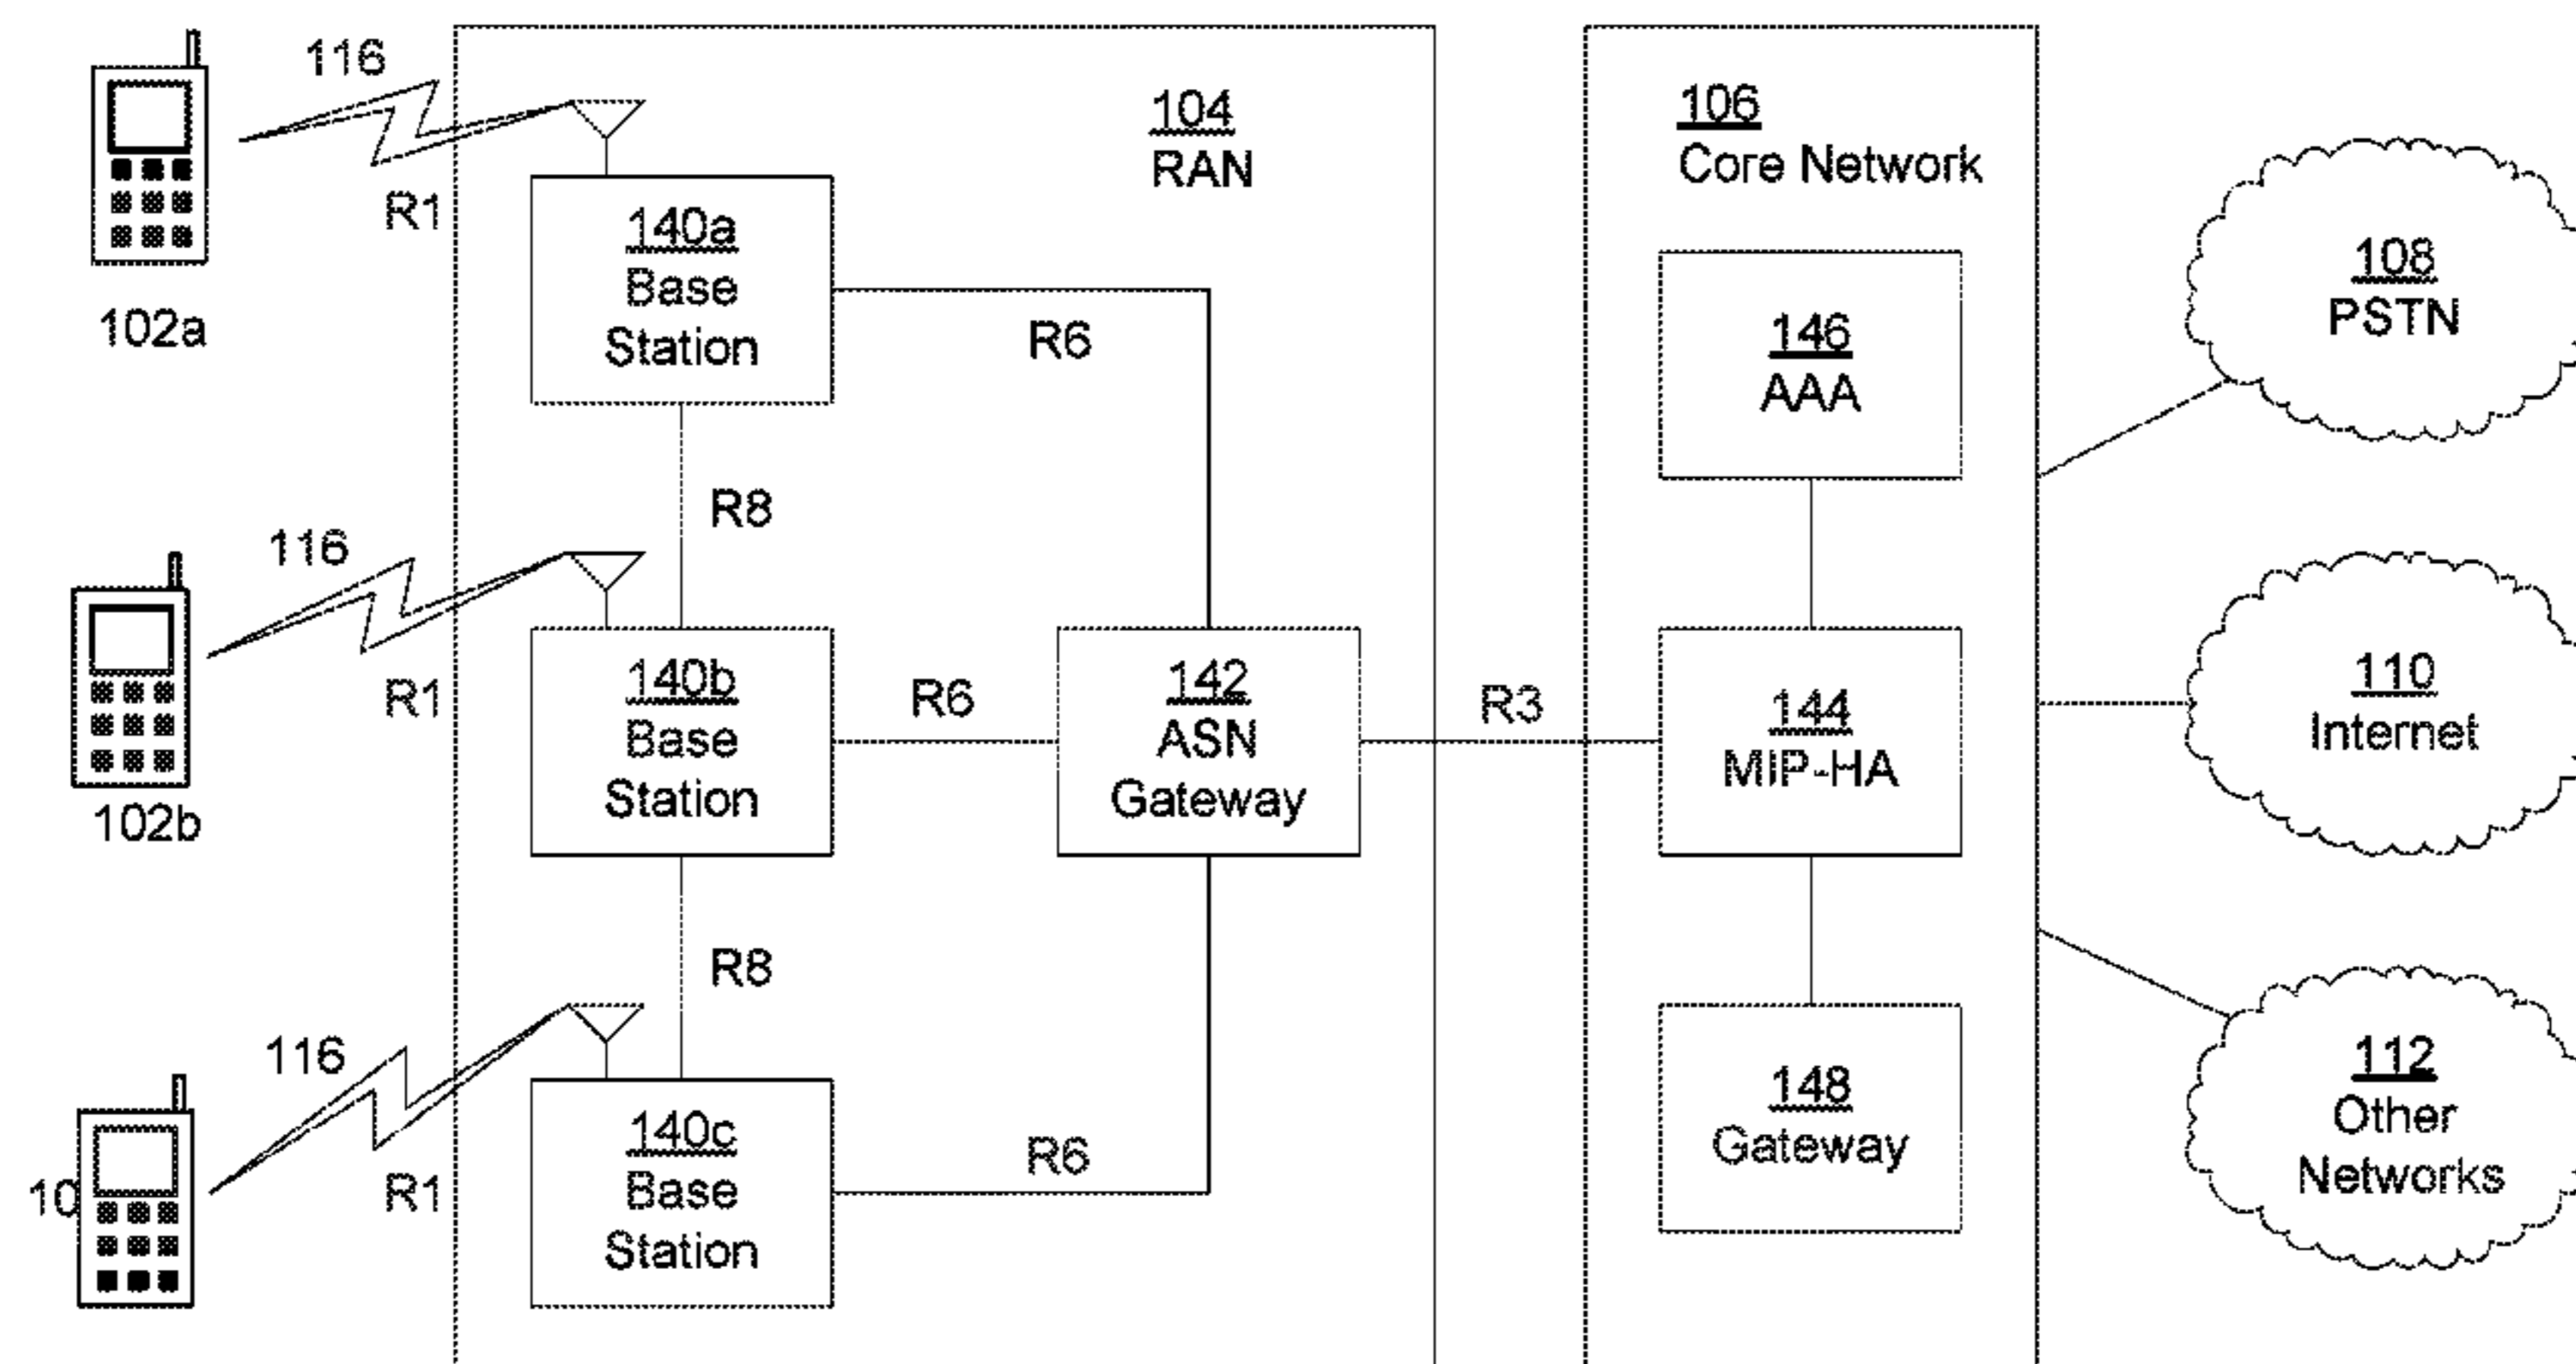 116
104
RAN
106
Core Network
R1
140a
Base
Station
102a
R6
146
AAA
108
PSTN
R8
116
102b
R1
140b
Base
Station
R6
142
ASN
Gateway
R3
144
MIP-HA
110
Internet
R8
116
10
R1
140c
Base
Station
R6
148
Gateway
112
Other
Networks